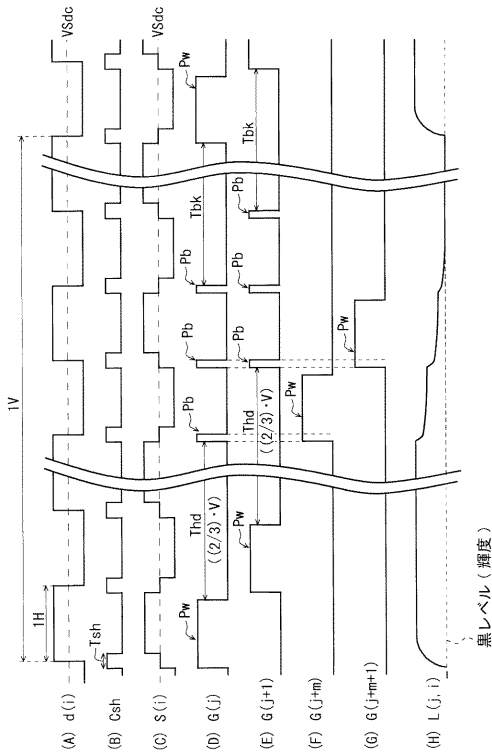 1V
1H
Tsh
(A) d(i)
VSdc
(B) Csh
(C) S(i)
VSdc
(D) G(j)
Pw
Thd
((2/3)・V)
Pb
Pb
Pb
Tbk
Pw
(E) G(j+1)
Pw
Thd
((2/3)・V)
Pb
Pb
Pb
Tbk
(F) G(j+m)
Pw
(G) G(j+m+1)
Pw
(H) L(j,i)
黒レベル(輝度)